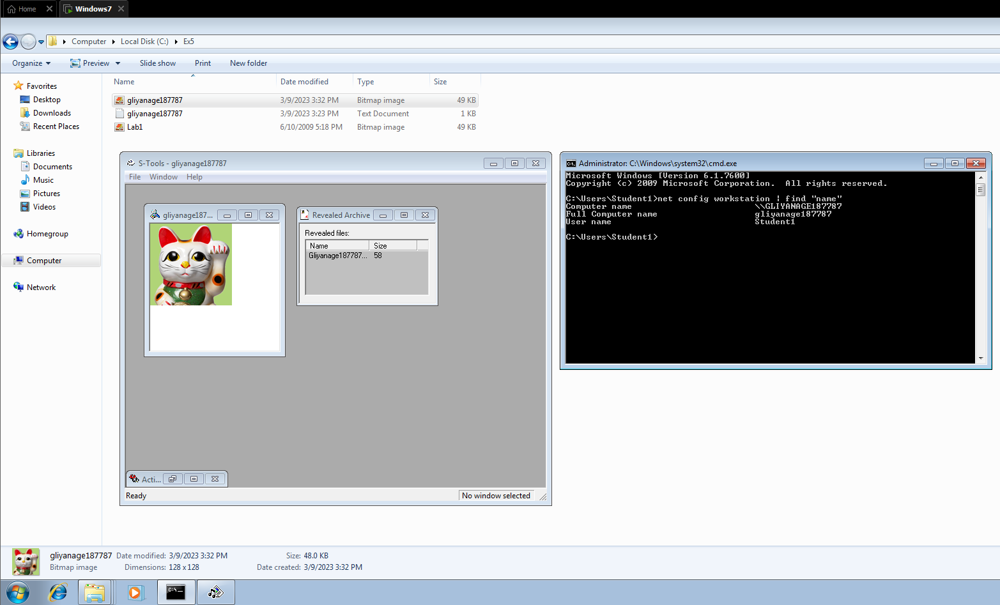 Home
Windows7
Computer Local Disk (C:) Ex5
Organize Preview Slide show Print New folder
Favorites
Desktop
Downloads
Recent Places
Libraries
Documents
Music
Pictures
Videos
Homegroup
Computer
Network
Name Date modified Type Size
gliyanage187787 3/9/2023 3:32 PM Bitmap image 49 KB
gliyanage187787 3/9/2023 3:23 PM Text Document 1 KB
Lab1 6/10/2009 5:18 PM Bitmap image 49 KB
S-Tools - gliyanage187787
File Window Help
gliyanage187...
Revealed Archive
Revealed files:
Name Size
Gliyanage187787... 58
Acti...
Ready
No window selected
Administrator: C:\Windows\system32\cmd.exe
Microsoft Windows [Version 6.1.7600]
Copyright (c) 2009 Microsoft Corporation.  All rights reserved.
C:\Users\Student1>net config workstation | find "name"
Computer name \\GLIYANAGE187787
Full Computer name gliyanage187787
User name Student1
C:\Users\Student1>
gliyanage187787 Date modified: 3/9/2023 3:32 PM Size: 48.0 KB
Bitmap image Dimensions: 128 x 128 Date created: 3/9/2023 3:32 PM
C:\_